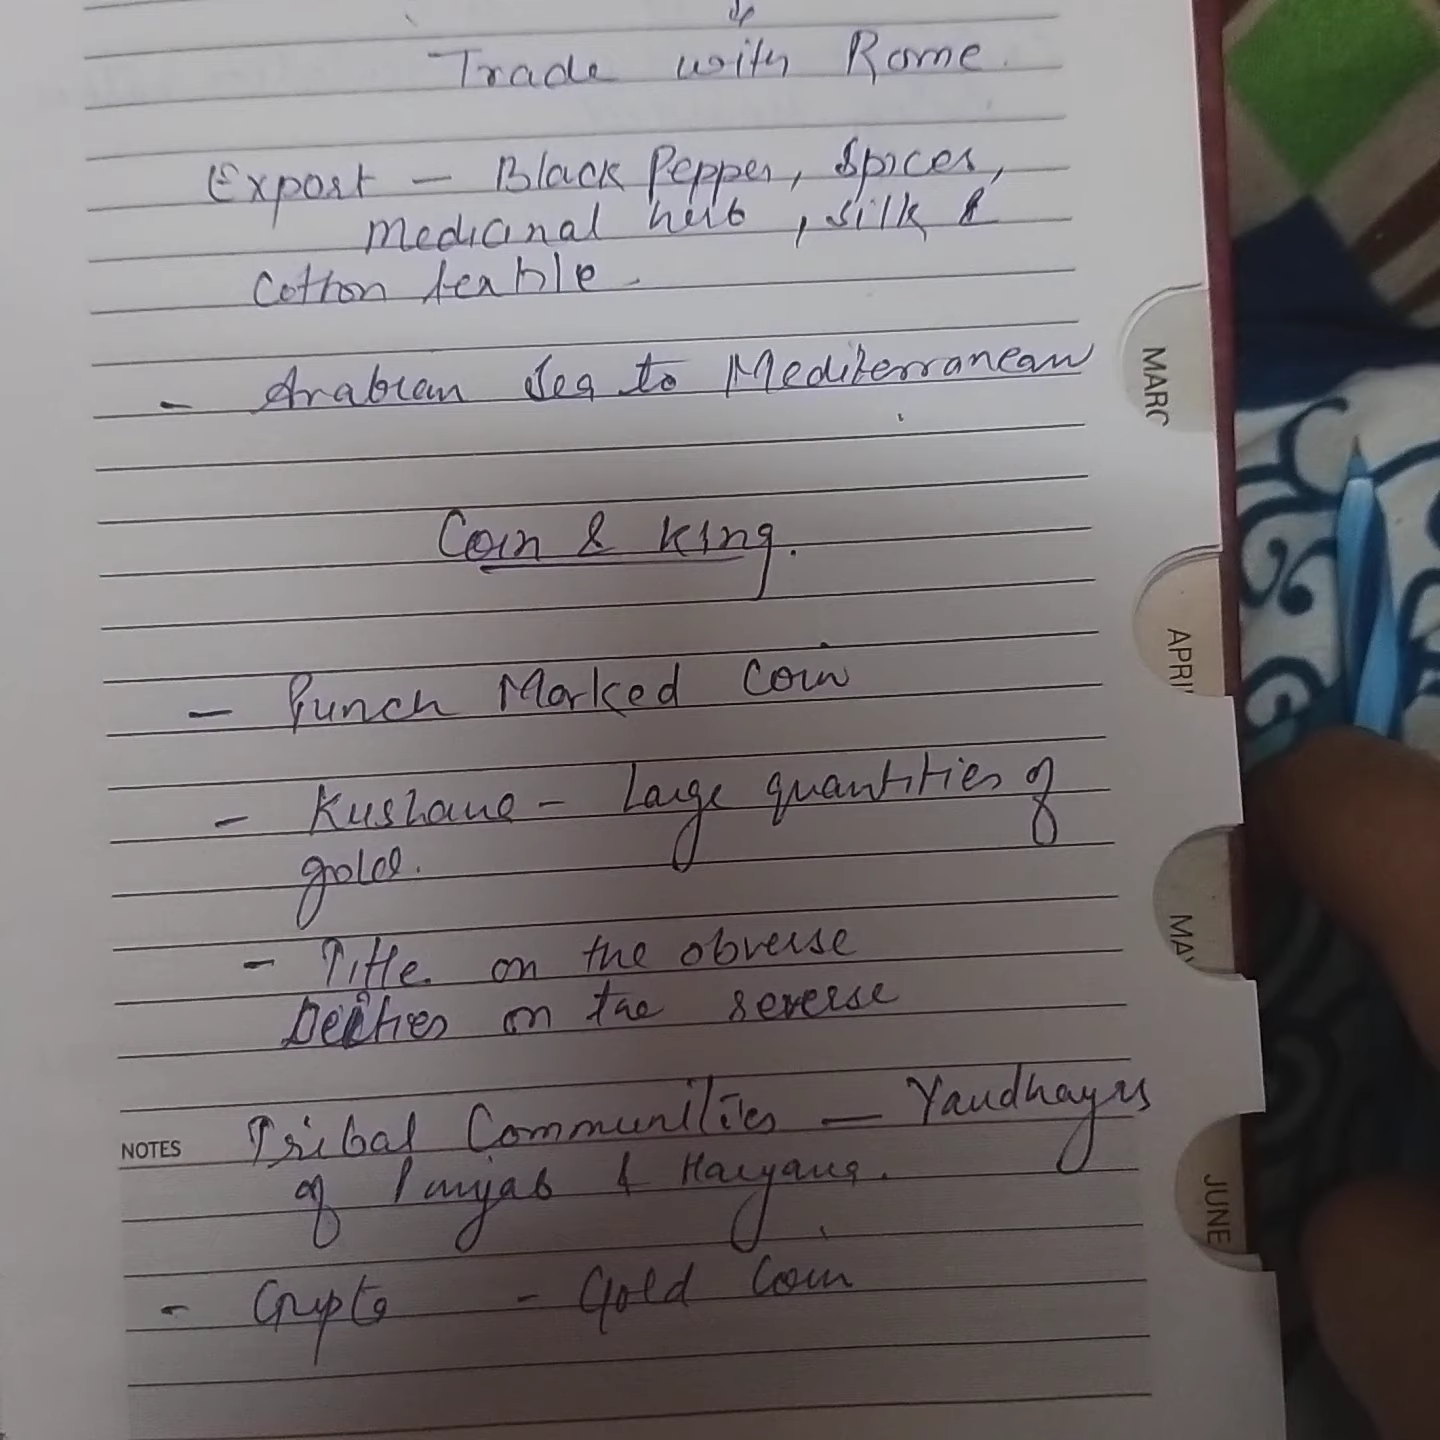 Trade with Rome.
Export - Black Pepper, Spices,
Medicinal herb, Silk &
Cotton textile.
- Arabian Sea to Mediterranean
MARC
Coin & King.
APRI
- Punch Marked Coin
- Kushana - Large quantities of
gold.
MA
- Title on the obverse
Deities on the reverse
Tribal Communities - Yaudhayas
NOTES
of Punjab & Haryana.
JUNE
- Gupta - Gold Coin